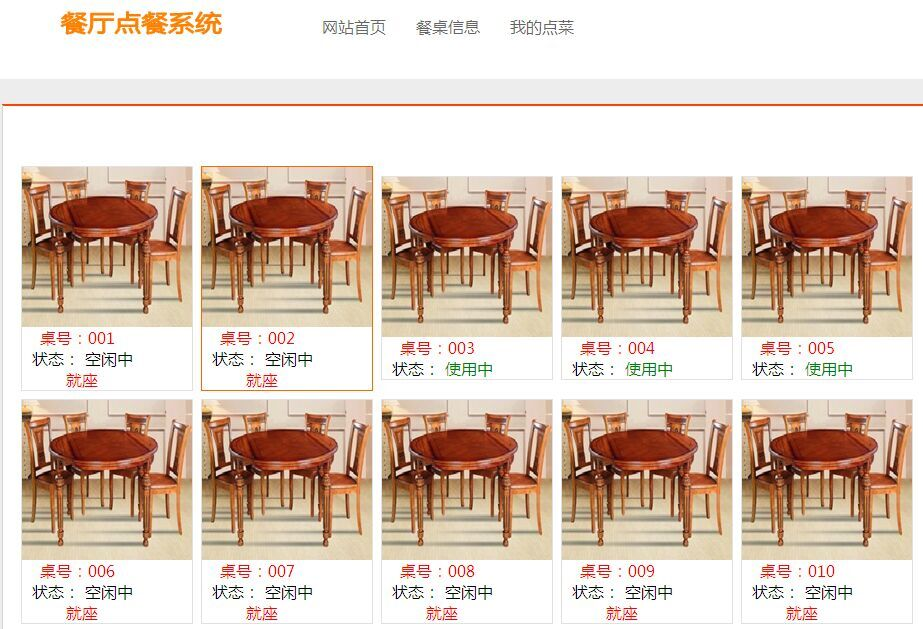 餐厅点餐系统
网站首页 餐桌信息 我的点菜
桌号：001
状态： 空闲中
就座
桌号：002
状态： 空闲中
就座
桌号：003
状态： 使用中
桌号：004
状态： 使用中
桌号：005
状态： 使用中
桌号：006
状态： 空闲中
就座
桌号：007
状态： 空闲中
就座
桌号：008
状态： 空闲中
就座
桌号：009
状态： 空闲中
就座
桌号：010
状态： 空闲中
就座